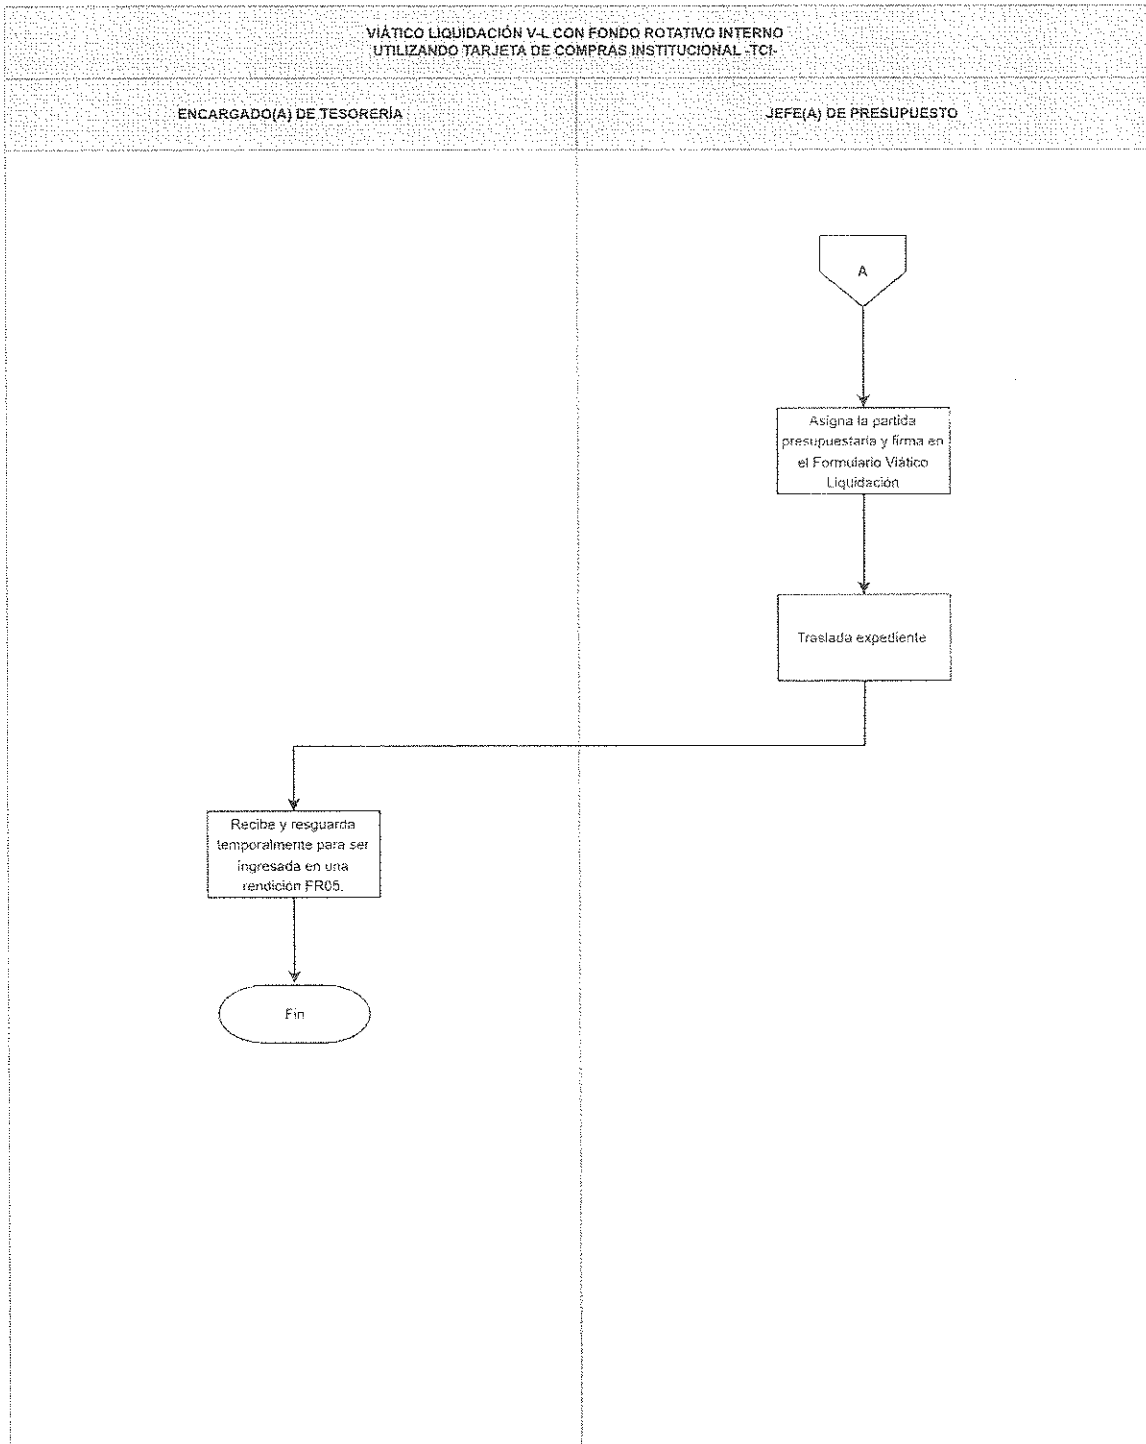 VIÁTICO LIQUIDACIÓN V-L CON FONDO ROTATIVO INTERNO
UTILIZANDO TARJETA DE COMPRAS INSTITUCIONAL -TCI-
ENCARGADO(A) DE TESORERÍA
JEFE(A) DE PRESUPUESTO
A
Asigna la partida
presupuestaria y firma en
el Formulario Viático
Liquidación
Traslada expediente
Recibe y resguarda
temporalmente para ser
ingresada en una
rendición FR05.
Fin